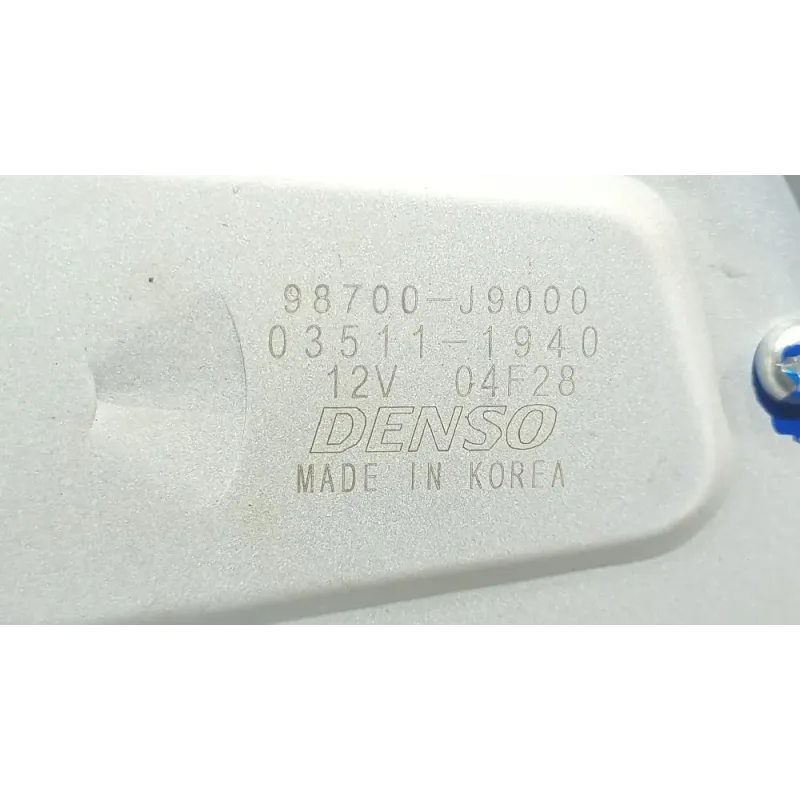 98700-J9000
03511-1940
12V 04F28
DENSO
MADE IN KOREA